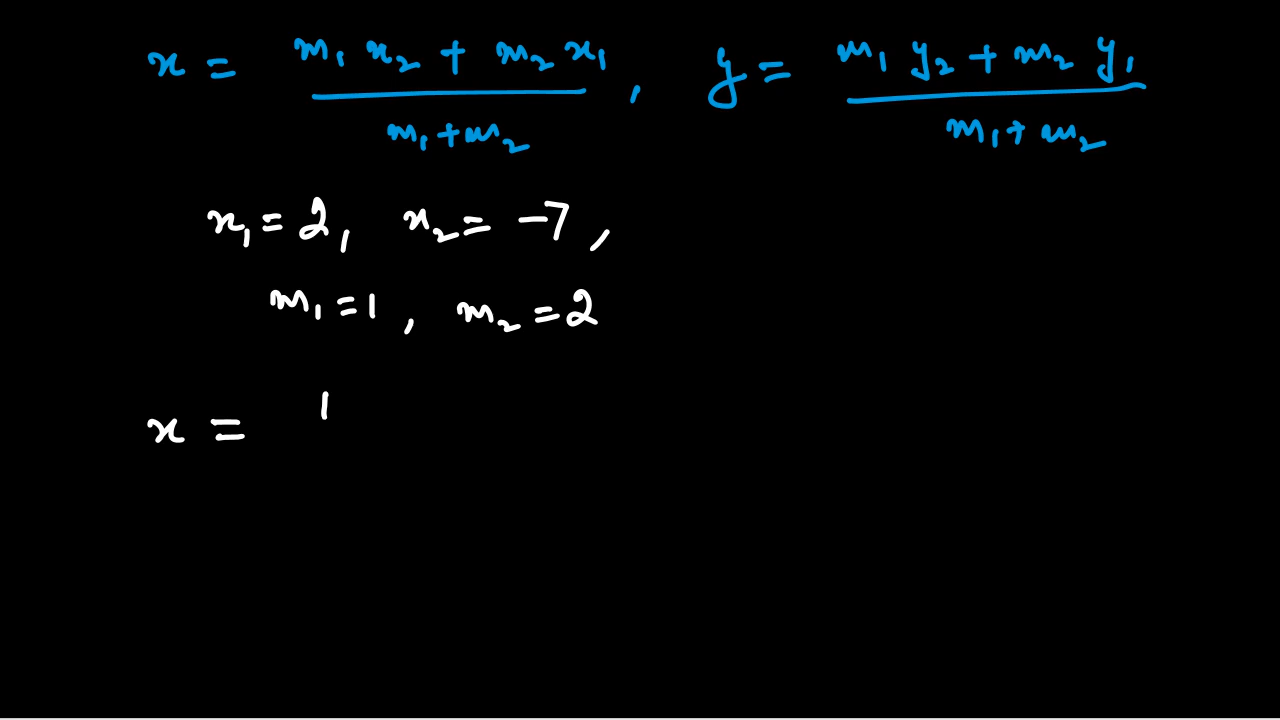 x = (m₁ x₂ + m₂ x₁) / (m₁ + m₂) , y = (m₁ y₂ + m₂ y₁) / (m₁ + m₂)
x₁ = 2, x₂ = -7,
m₁ = 1, m₂ = 2
x = 1